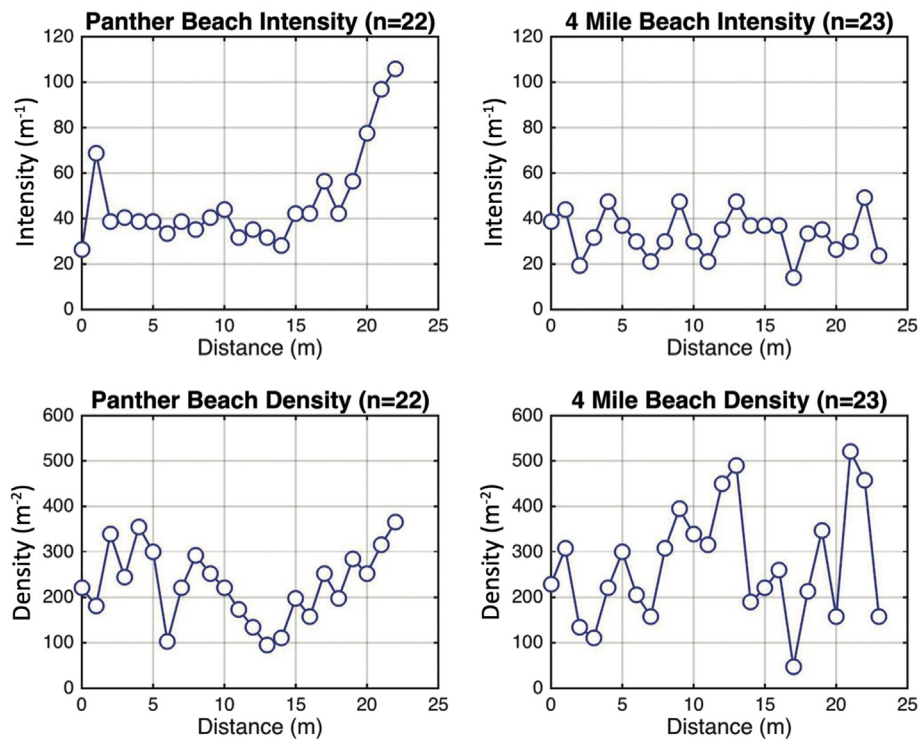 Panther Beach Intensity (n=22)
120
100
80
60
40
20
0
Intensity (m⁻¹)
0 5 10 15 20 25
Distance (m)
4 Mile Beach Intensity (n=23)
120
100
80
60
40
20
0
Intensity (m⁻¹)
0 5 10 15 20 25
Distance (m)
Panther Beach Density (n=22)
600
500
400
300
200
100
0
Density (m⁻²)
0 5 10 15 20 25
Distance (m)
4 Mile Beach Density (n=23)
600
500
400
300
200
100
0
Density (m⁻²)
0 5 10 15 20 25
Distance (m)